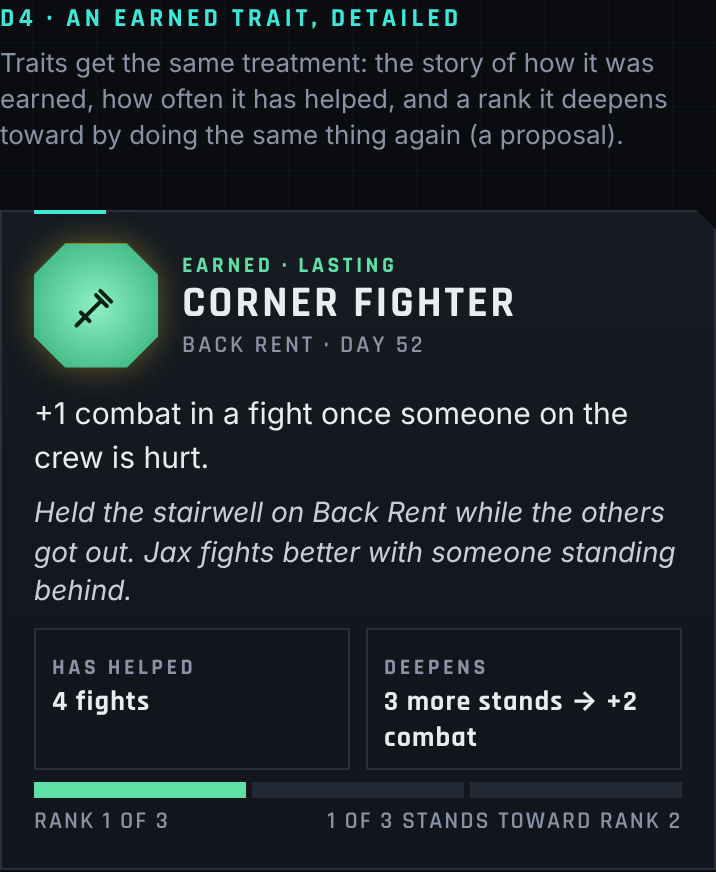 D4 · AN EARNED TRAIT, DETAILED
Traits get the same treatment: the story of how it was
earned, how often it has helped, and a rank it deepens
toward by doing the same thing again (a proposal).
EARNED · LASTING
CORNER FIGHTER
BACK RENT · DAY 52
+1 combat in a fight once someone on the
crew is hurt.
Held the stairwell on Back Rent while the others
got out. Jax fights better with someone standing
behind.
HAS HELPED
4 fights
DEEPENS
3 more stands → +2
combat
RANK 1 OF 3
1 OF 3 STANDS TOWARD RANK 2